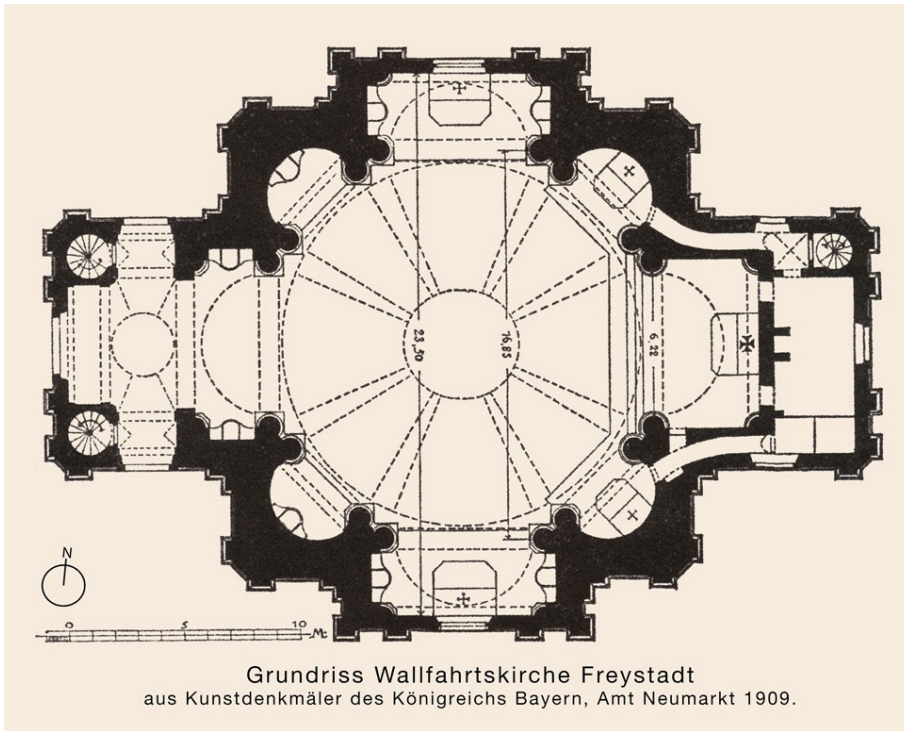 23,50
16.85
6.28
N
0 5 10 Mt
Grundriss Wallfahrtskirche Freystadt
aus Kunstdenkmäler des Königreichs Bayern, Amt Neumarkt 1909.